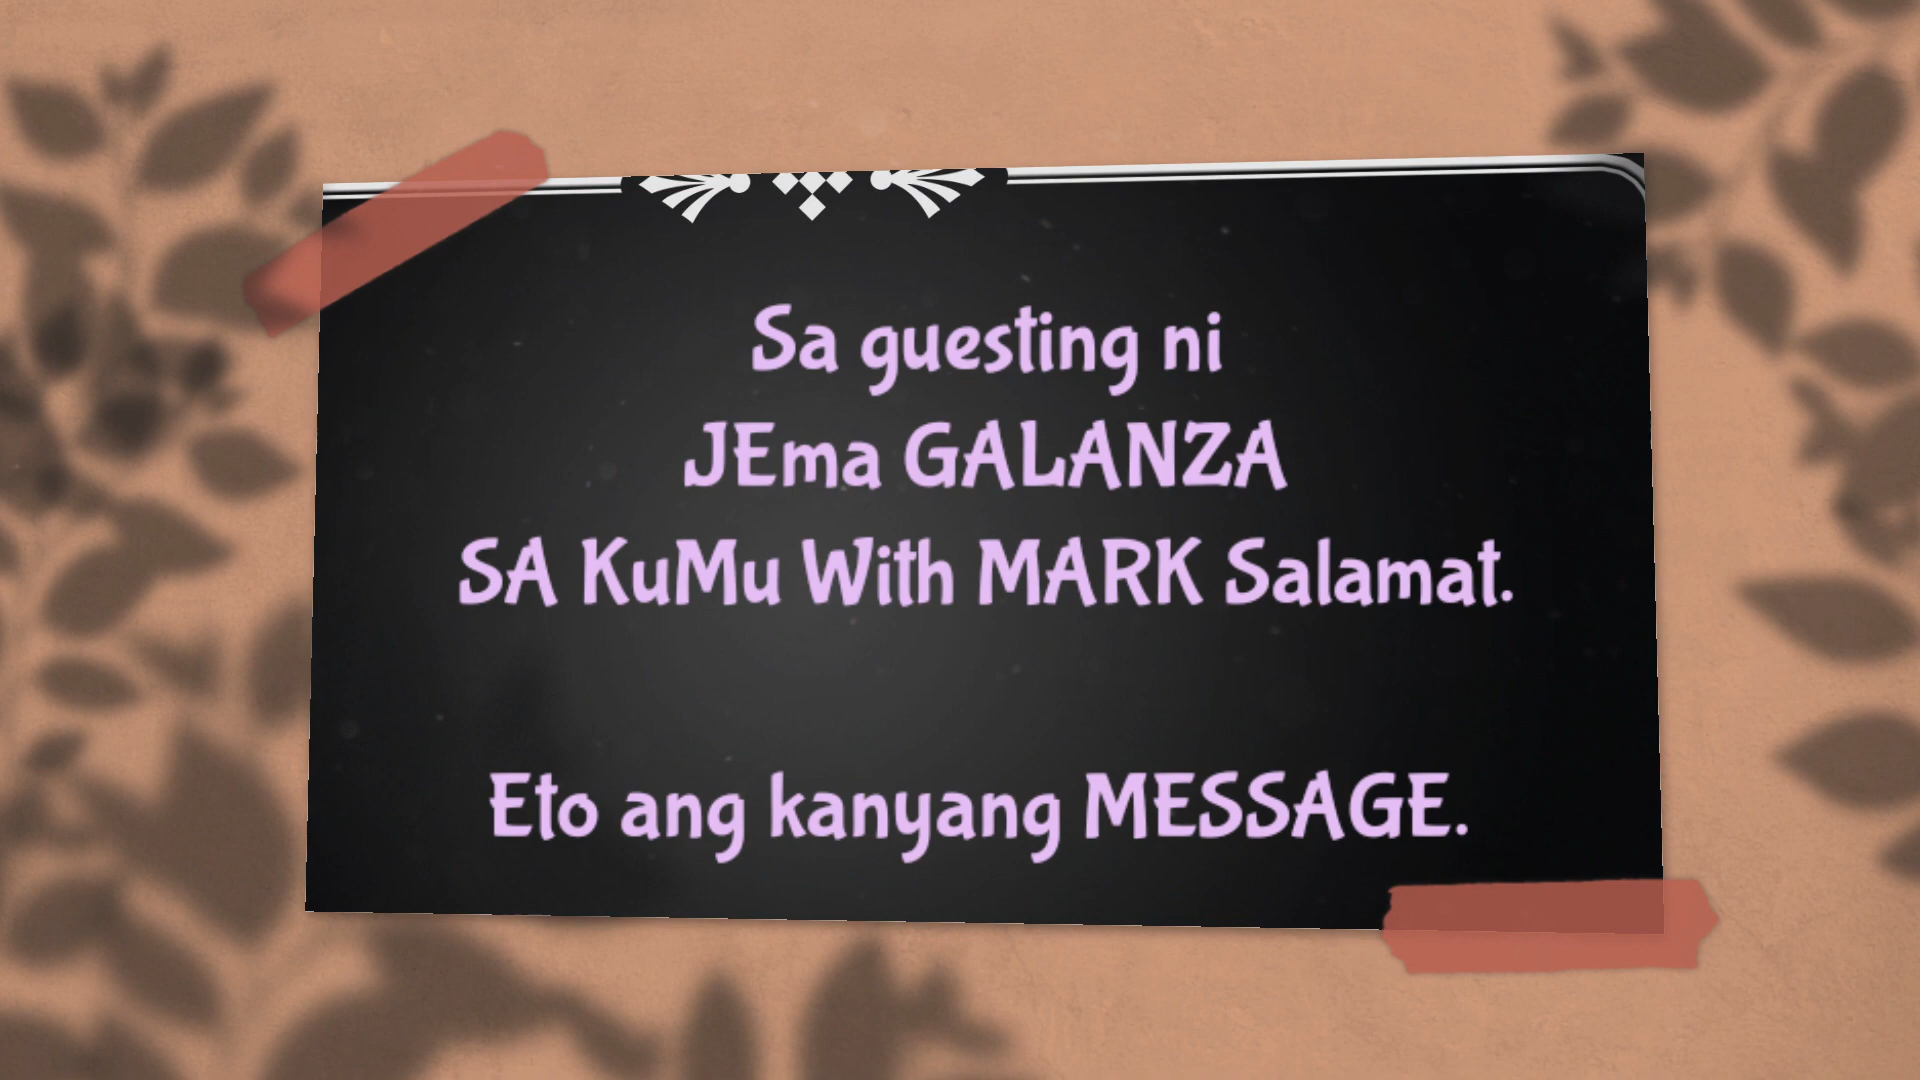 Sa guesting ni
JEma GALANZA
SA KuMu With MARK Salamat.
Eto ang kanyang MESSAGE.